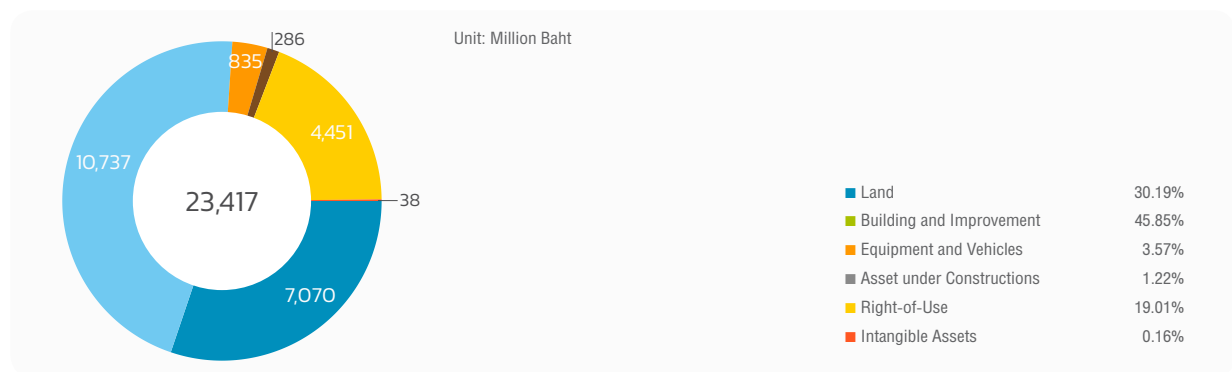 Unit: Million Baht
286
835
4,451
10,737
23,417
38
7,070
Land 30.19%
Building and Improvement 45.85%
Equipment and Vehicles 3.57%
Asset under Constructions 1.22%
Right-of-Use 19.01%
Intangible Assets 0.16%